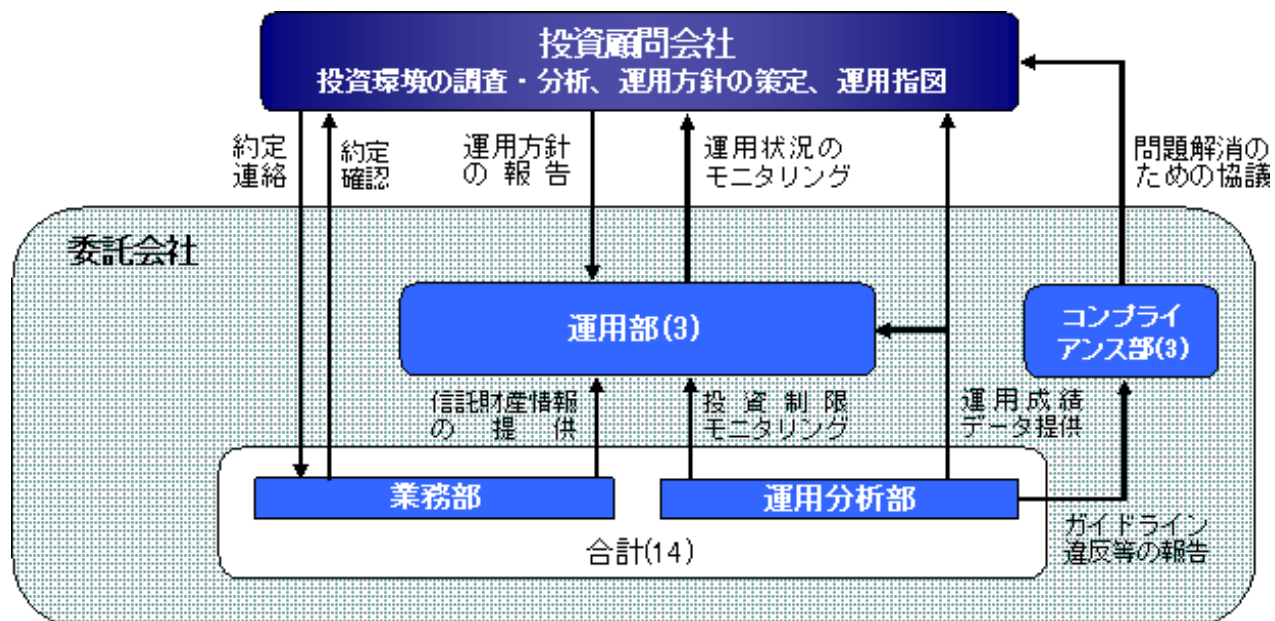 投資顧問会社
投資環境の調査・分析、運用方針の策定、運用指図
約定
連絡
約定
確認
運用方針
の報告
運用状況の
モニタリング
問題解消の
ための協議
委託会社
運用部(3)
コンプライ
アンス部(3)
信託財産情報
の提供
投資制限
モニタリング
運用成績
データ提供
業務部
運用分析部
合計(14)
ガイドライン
違反等の報告